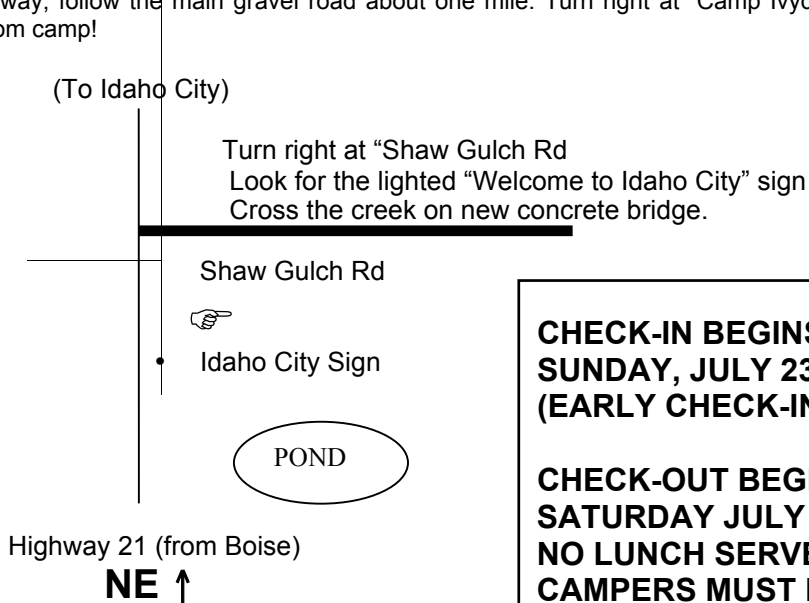 way, follow the main gravel road about one mile. Turn right at "Camp Ivyd
om camp!
(To Idaho City)
Turn right at “Shaw Gulch Rd
Look for the lighted “Welcome to Idaho City” sign
Cross the creek on new concrete bridge.
Shaw Gulch Rd
Idaho City Sign
POND
Highway 21 (from Boise)
NE ↑
CHECK-IN BEGINS
SUNDAY, JULY 23
(EARLY CHECK-IN
CHECK-OUT BEGI
SATURDAY JULY
NO LUNCH SERVE
CAMPERS MUST